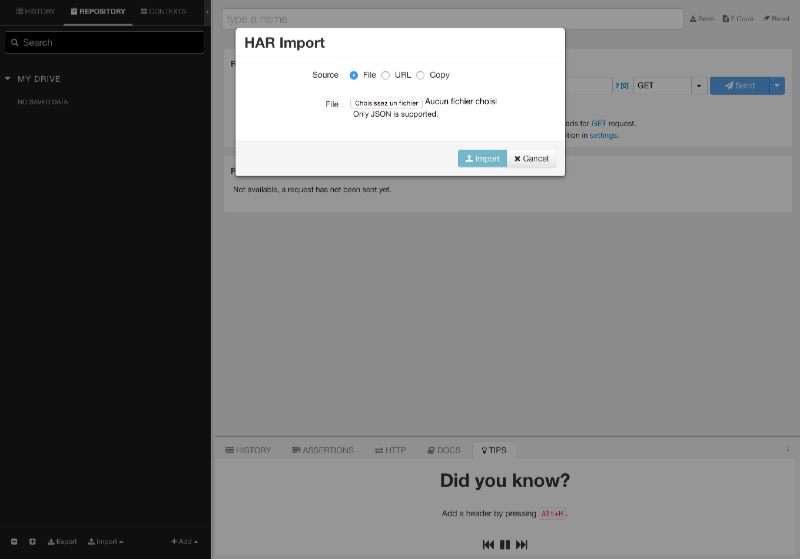 HISTORY REPOSITORY CONTEXTS
Search
MY DRIVE
NO SAVED DATA
Export Import Add
type a name
Save 2 Code Reset
HAR Import
Source File URL Copy
File Choisissez un fichier Aucun fichier choisi
Only JSON is supported.
Import Cancel
? [0] GET Send
ads for GET request.
tion in settings.
Not available, a request has not been sent yet.
HISTORY ASSERTIONS HTTP DOCS TIPS
Did you know?
Add a header by pressing Alt+H.